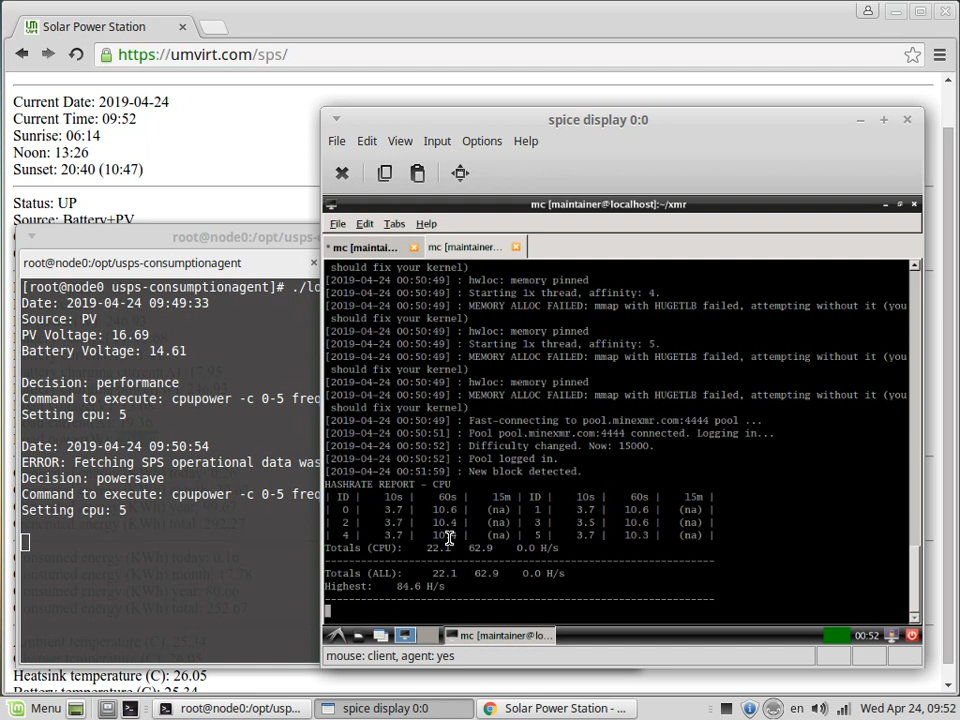 Solar Power Station
https://umvirt.com/sps/
Current Date: 2019-04-24
Current Time: 09:52
Sunrise: 06:14
Noon: 13:26
Sunset: 20:40 (10:47)
Status: UP
Source: Battery+PV
root@node0:/opt/usps-
root@node0:/opt/usps-consumptionagent
[root@node0 usps-consumptionagent]# ./lo
Date: 2019-04-24 09:49:33
Source: PV
PV Voltage: 16.69
Battery Voltage: 14.61
Decision: performance
Command to execute: cpupower -c 0-5 freq
Setting cpu: 5
Date: 2019-04-24 09:50:54
ERROR: Fetching SPS operational data was
Decision: powersave
Command to execute: cpupower -c 0-5 freq
Setting cpu: 5
Heatsink temperature (C): 26.05
Battery temperature (C): 25.34
spice display 0:0
File Edit View Input Options Help
mc [maintainer@localhost]:~/xmr
File Edit Tabs Help
* mc [maintai...
mc [maintainer...
should fix your kernel)
[2019-04-24 00:50:49] : hwloc: memory pinned
[2019-04-24 00:50:49] : Starting 1x thread, affinity: 4.
[2019-04-24 00:50:49] : MEMORY ALLOC FAILED: mmap with HUGETLB failed, attempting without it (you
should fix your kernel)
[2019-04-24 00:50:49] : hwloc: memory pinned
[2019-04-24 00:50:49] : Starting 1x thread, affinity: 5.
[2019-04-24 00:50:49] : MEMORY ALLOC FAILED: mmap with HUGETLB failed, attempting without it (you
should fix your kernel)
[2019-04-24 00:50:49] : hwloc: memory pinned
[2019-04-24 00:50:49] : MEMORY ALLOC FAILED: mmap with HUGETLB failed, attempting without it (you
should fix your kernel)
[2019-04-24 00:50:49] : Fast-connecting to pool.minexmr.com:4444 pool ...
[2019-04-24 00:50:51] : Pool pool.minexmr.com:4444 connected. Logging in...
[2019-04-24 00:50:52] : Difficulty changed. Now: 15000.
[2019-04-24 00:50:52] : Pool logged in.
[2019-04-24 00:51:59] : New block detected.
HASHRATE REPORT - CPU
| ID | 10s | 60s | 15m | ID | 10s | 60s | 15m |
| 0 | 3.7 | 10.6 | (na) | 1 | 3.7 | 10.6 | (na) |
| 2 | 3.7 | 10.4 | (na) | 3 | 3.5 | 10.6 | (na) |
| 4 | 3.7 | | (na) | 5 | 3.7 | 10.3 | (na) |
Totals (CPU): 22.1 62.9 0.0 H/s
-----------------------------------------------------------------
Totals (ALL): 22.1 62.9 0.0 H/s
Highest: 84.6 H/s
-----------------------------------------------------------------
mc [maintainer@lo...
00:52
mouse: client, agent: yes
Menu
root@node0:/opt/usp...
spice display 0:0
Solar Power Station - ...
en
Wed Apr 24, 09:52